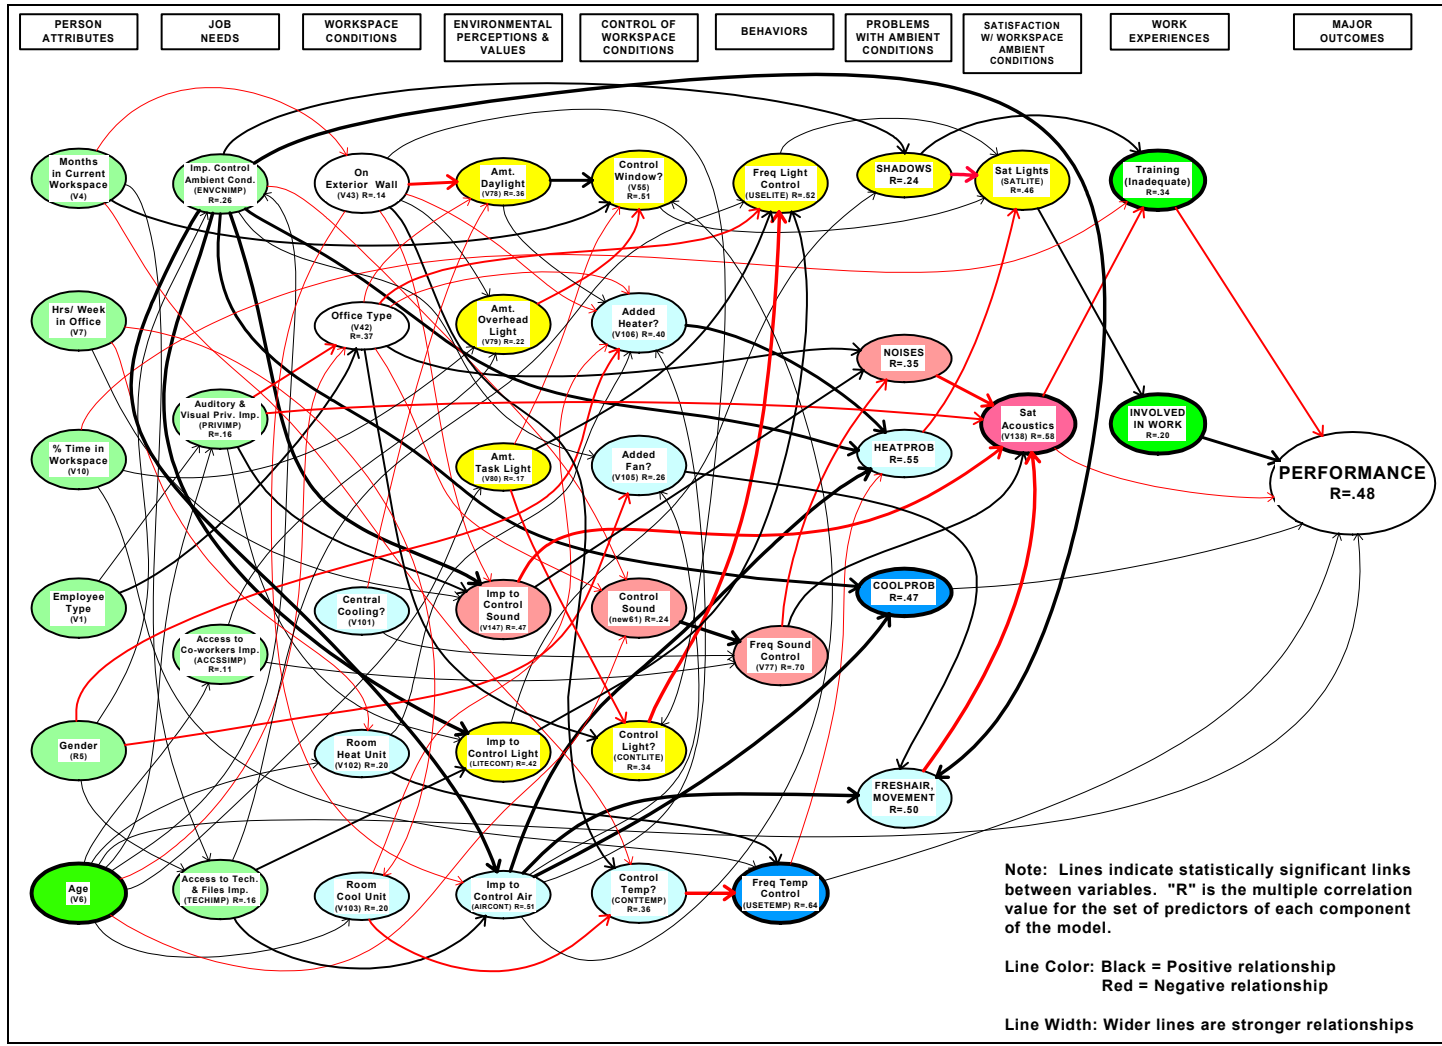 PERSON
ATTRIBUTES
JOB
NEEDS
WORKSPACE
CONDITIONS
ENVIRONMENTAL
PERCEPTIONS &
VALUES
CONTROL OF
WORKSPACE
CONDITIONS
BEHAVIORS
PROBLEMS
WITH AMBIENT
CONDITIONS
SATISFACTION
W/ WORKSPACE
AMBIENT
CONDITIONS
WORK
EXPERIENCES
MAJOR
OUTCOMES
Months
in Current
Workspace
(V4)
Hrs/ Week
in Office
(V7)
% Time in
Workspace
(V10)
Employee
Type
(V1)
Gender
(R5)
Age
(V6)
Imp. Control
Ambient Cond.
(ENVCNIMP)
R=.26
Auditory &
Visual Priv. Imp.
(PRIVIMP)
R=.16
Access to
Co-workers Imp.
(ACCSSIMP)
R=.11
Access to Tech.
& Files Imp.
(TECHIMP) R=.16
On
Exterior Wall
(V43) R=.14
Office Type
(V42)
R=.37
Central
Cooling?
(V101)
Room
Heat Unit
(V102) R=.20
Room
Cool Unit
(V103) R=.20
Amt.
Daylight
(V78) R=.36
Amt.
Overhead
Light
(V79) R=.22
Amt.
Task Light
(V80) R=.17
Imp to
Control
Sound
(V147) R=.47
Imp to
Control Light
(LITECONT) R=.42
Imp to
Control Air
(AIRCONT) R=.51
Control
Window?
(V55)
R=.51
Added
Heater?
(V106) R=.40
Added
Fan?
(V105) R=.26
Control
Sound
(new61) R=.24
Control
Light?
(CONTLITE)
R=.34
Control
Temp?
(CONTTEMP)
R=.36
Freq Light
Control
(USELITE) R=.52
Freq Sound
Control
(V77) R=.70
Freq Temp
Control
(USETEMP) R=.64
SHADOWS
R=.24
NOISES
R=.35
HEATPROB
R=.55
COOLPROB
R=.47
FRESHAIR,
MOVEMENT
R=.50
Sat Lights
(SATLITE)
R=.46
Sat
Acoustics
(V138) R=.58
Training
(Inadequate)
R=.34
INVOLVED
IN WORK
R=.20
PERFORMANCE
R=.48
Note: Lines indicate statistically significant links
between variables. "R" is the multiple correlation
value for the set of predictors of each component
of the model.
Line Color: Black = Positive relationship
Red = Negative relationship
Line Width: Wider lines are stronger relationships